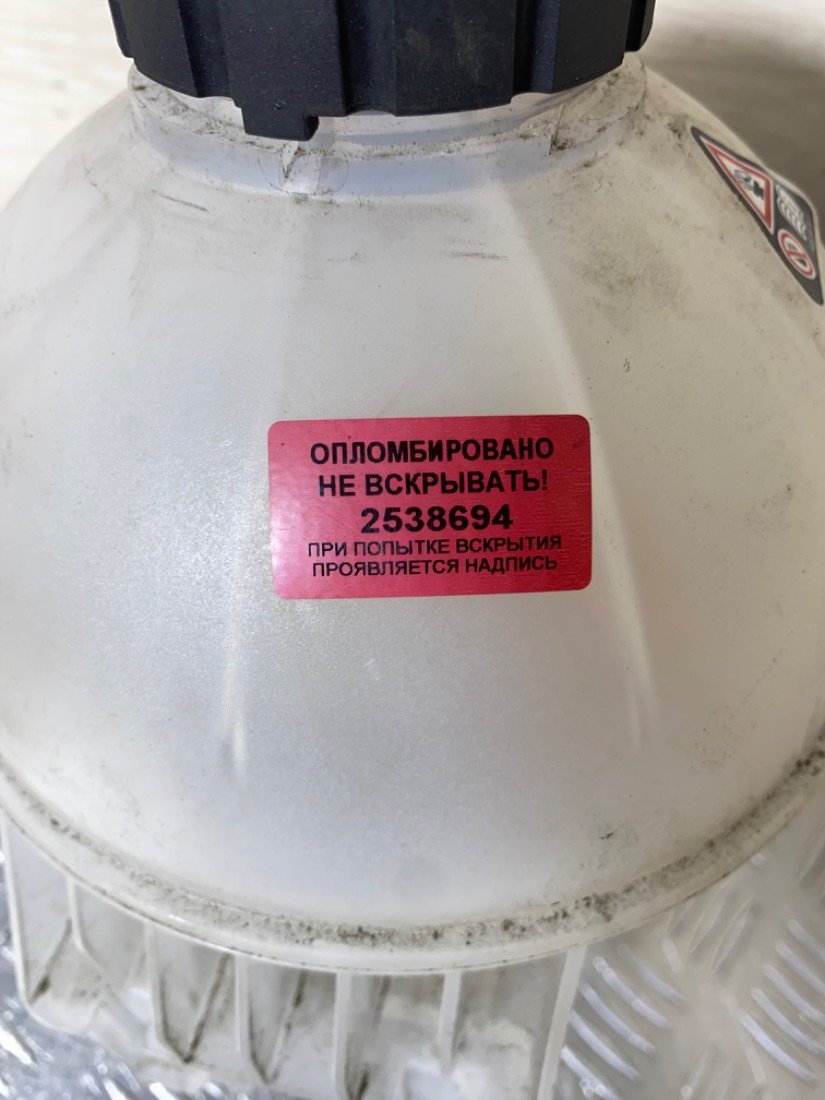 ОПЛОМБИРОВАНО
НЕ ВСКРЫВАТЬ!
2538694
ПРИ ПОПЫТКЕ ВСКРЫТИЯ
ПРОЯВЛЯЕТСЯ НАДПИСЬ